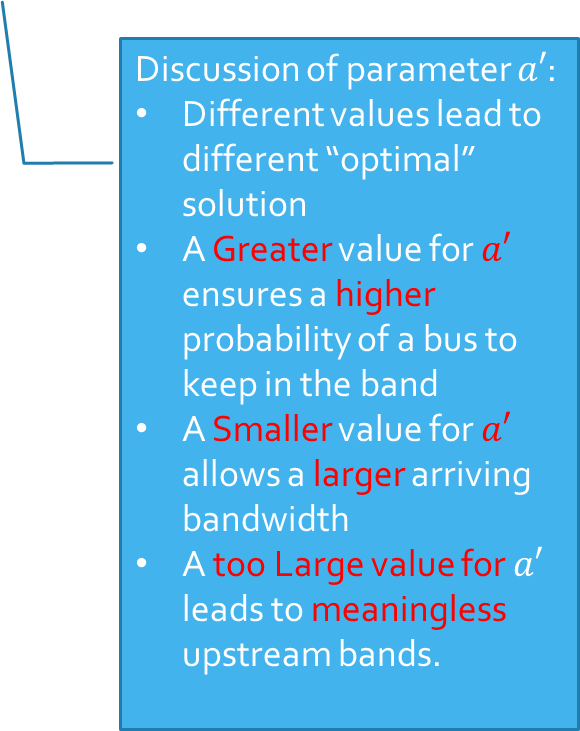 Discussion of parameter a′:
• Different values lead to
different “optimal”
solution
• A Greater value for a′
ensures a higher
probability of a bus to
keep in the band
• A Smaller value for a′
allows a larger arriving
bandwidth
• A too Large value for a′
leads to meaningless
upstream bands.